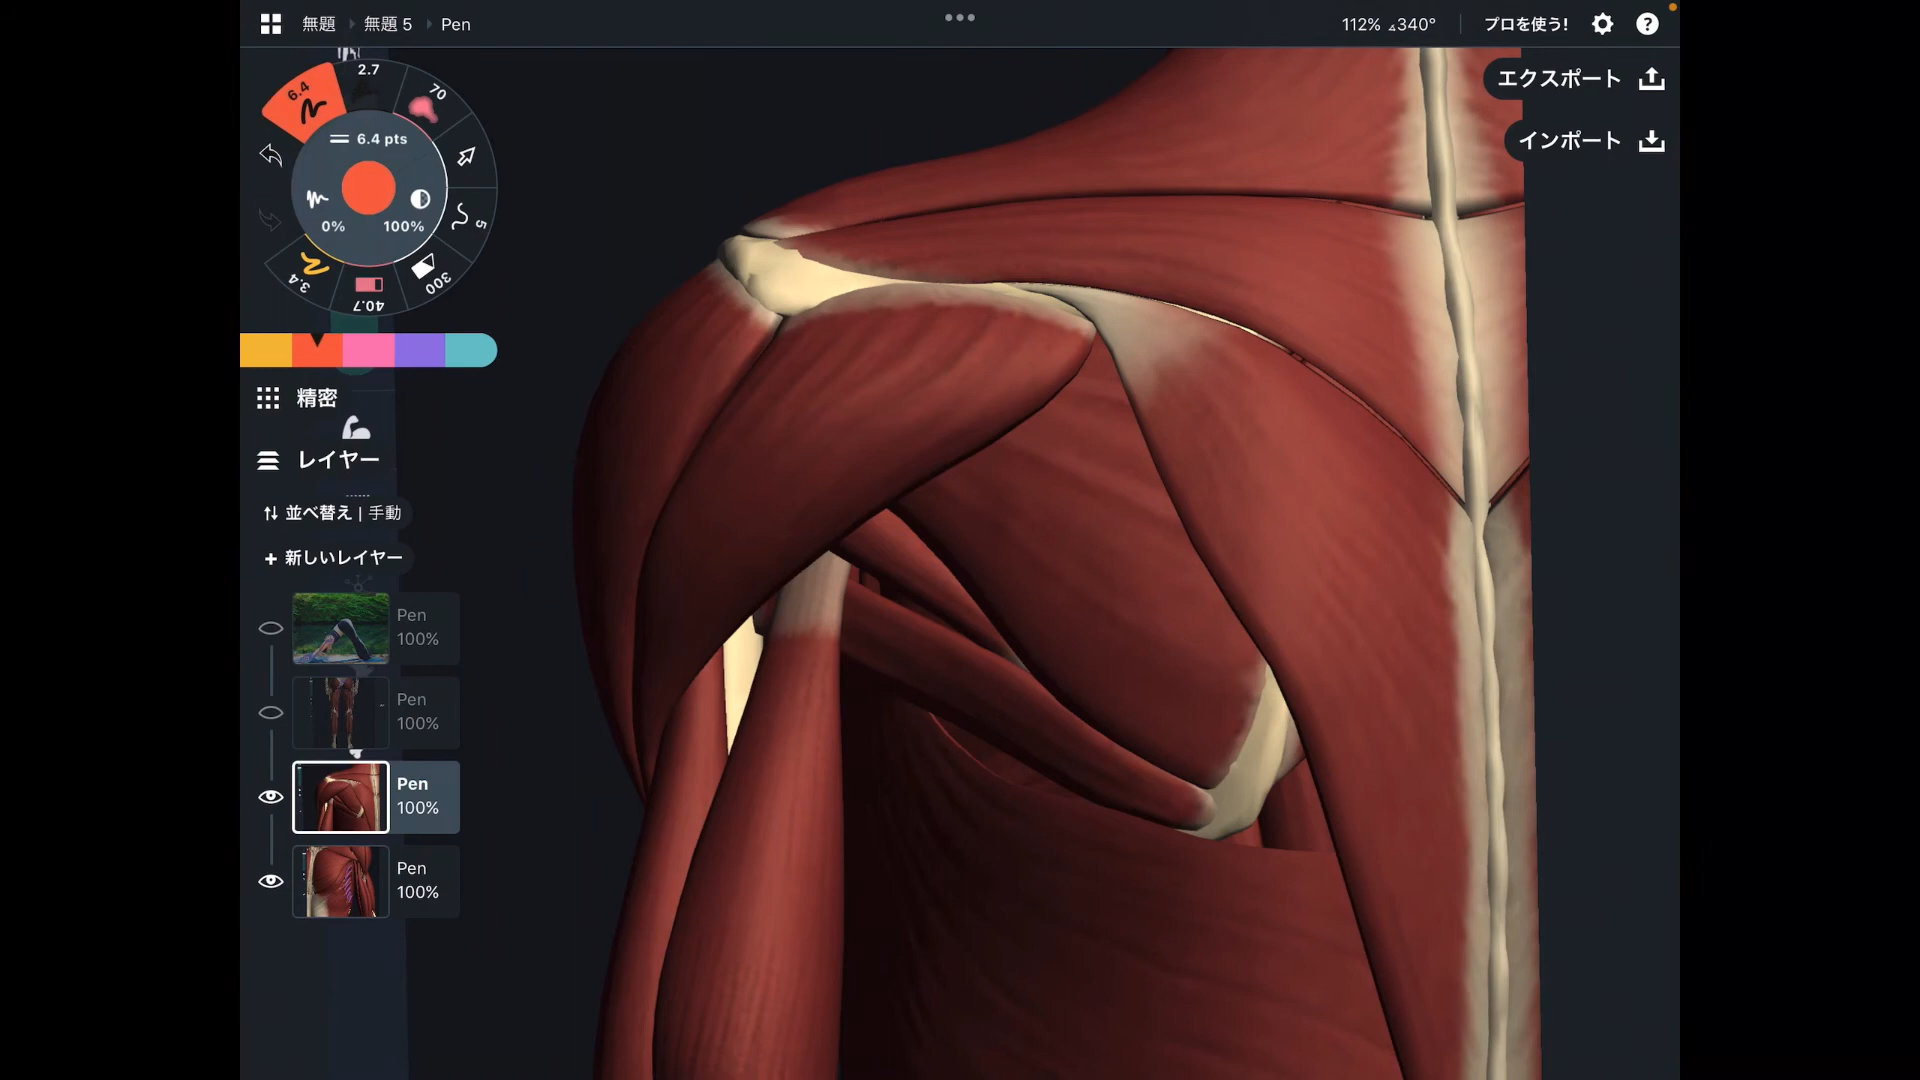 無題 無題 5 Pen
112% ⊿340° プロを使う!
エクスポート
インポート
2.7
6.4
70
6.4 pts
5
0% 100%
300
3.4
40.7
精密
レイヤー
並べ替え | 手動
+ 新しいレイヤー
Pen
100%
Pen
100%
Pen
100%
Pen
100%